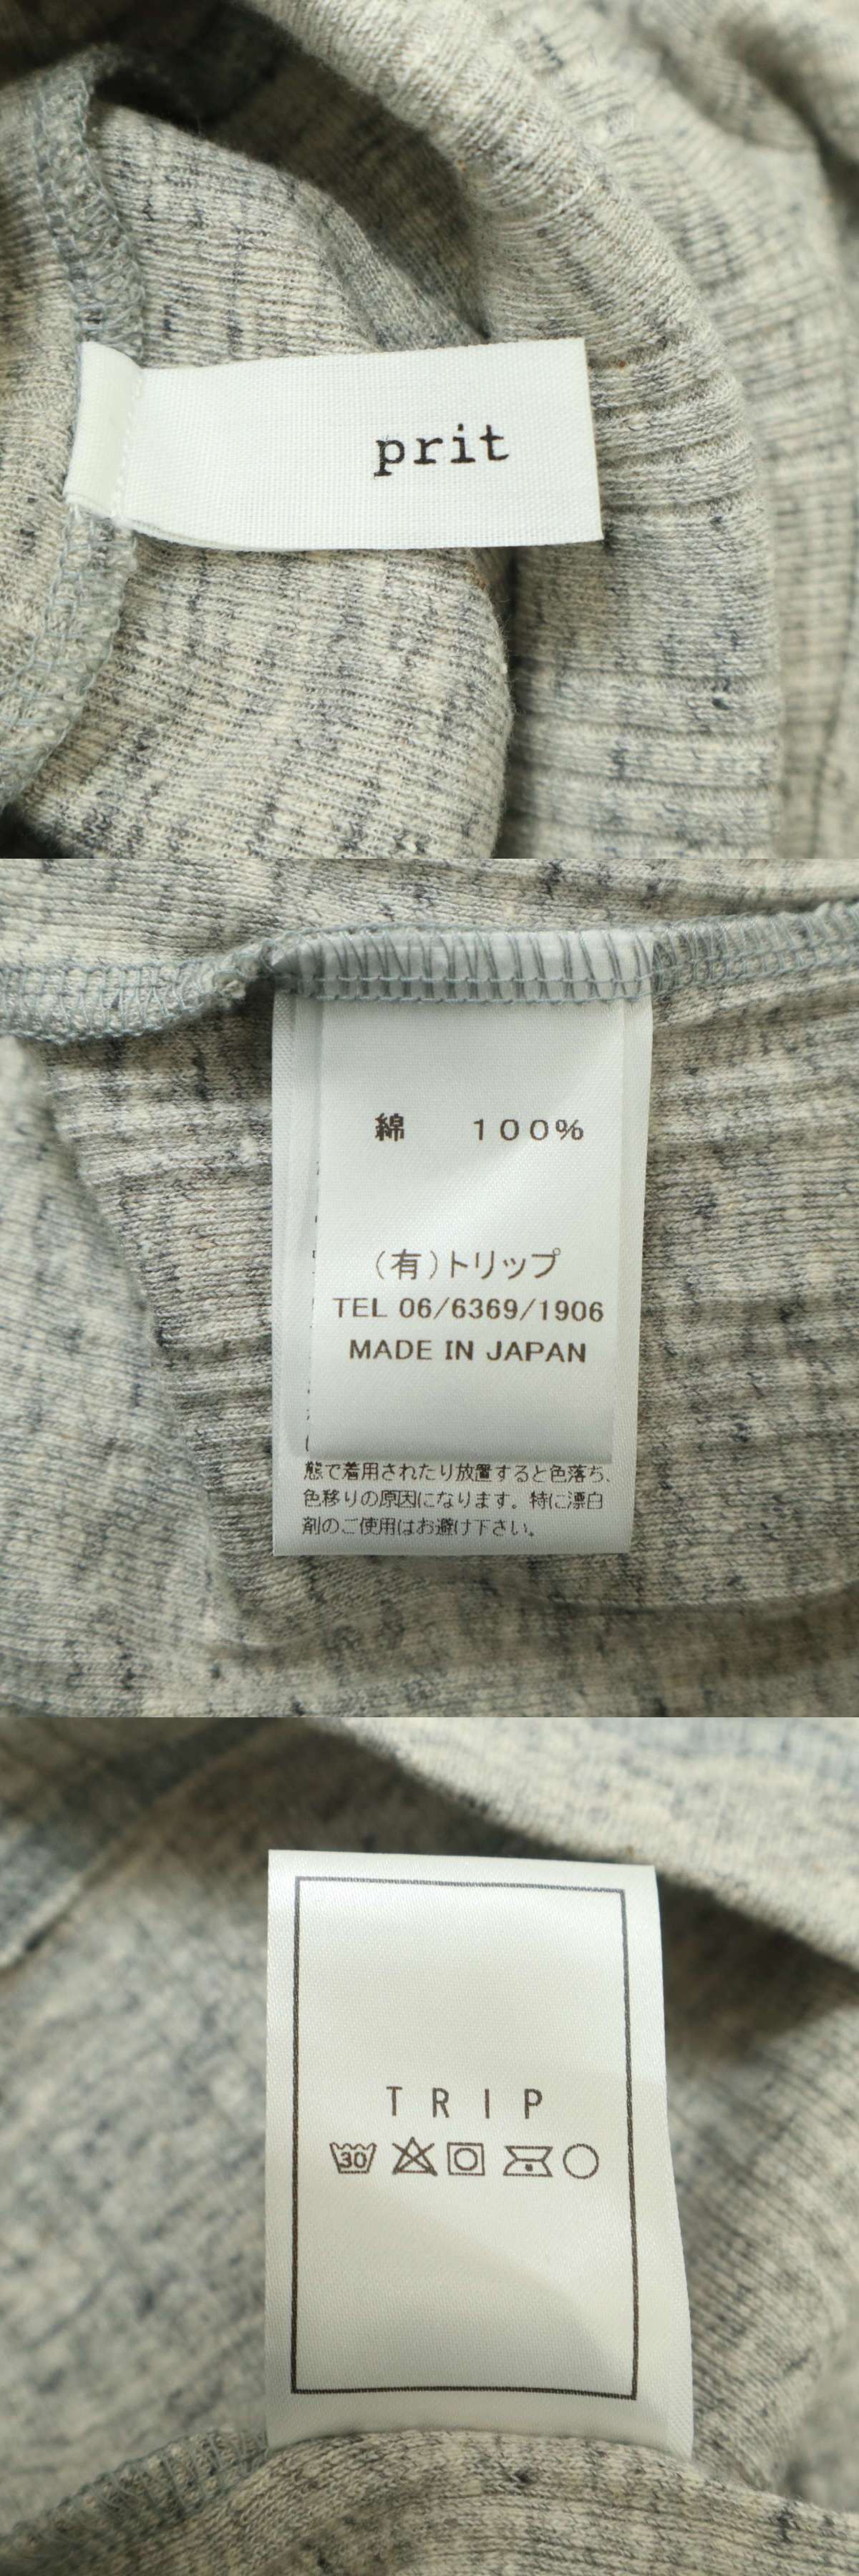 prit
綿 100%
(有)トリップ
TEL 06/6369/1906
MADE IN JAPAN
態で着用されたり放置すると色落ち、
色移りの原因になります。特に漂白
剤のご使用はお避け下さい。
TRIP
30